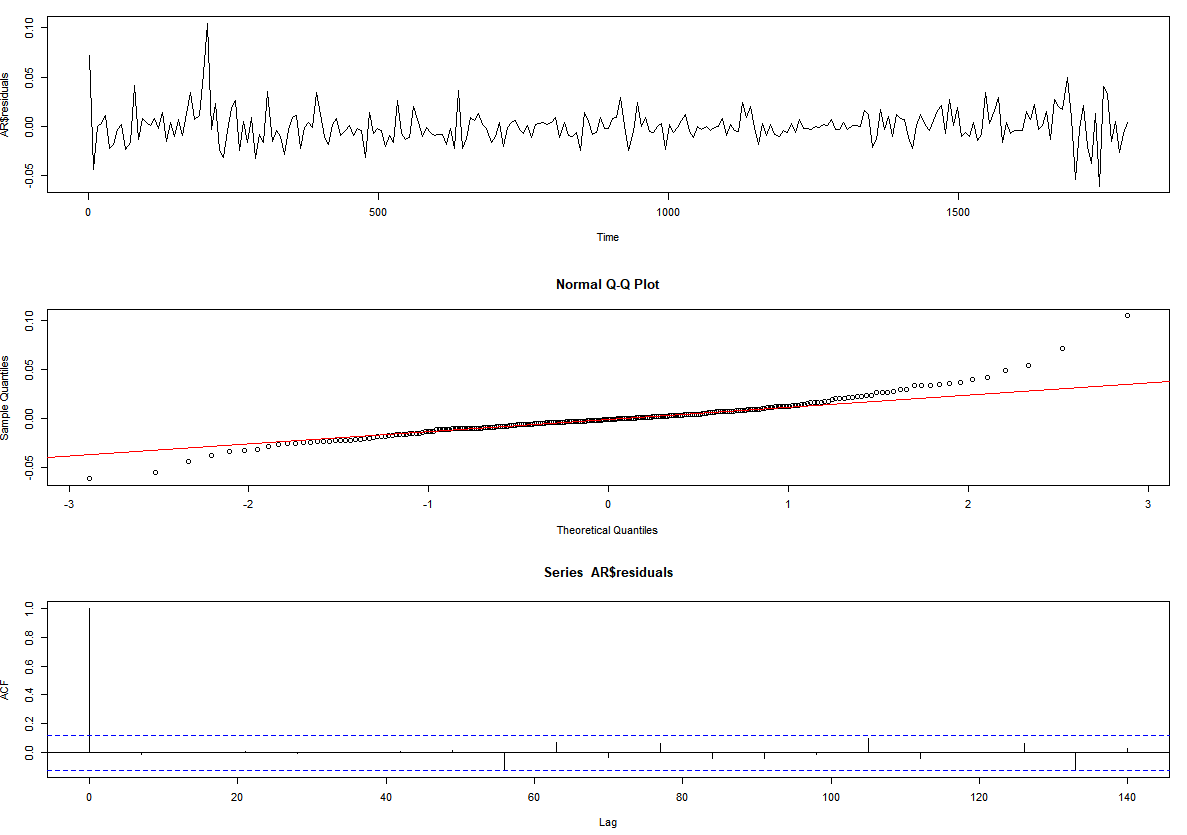 0.10
0.05
0.00
-0.05
AR$residuals
0 500 1000 1500
Time
Normal Q-Q Plot
0.10
0.05
0.00
-0.05
Sample Quantiles
-3 -2 -1 0 1 2 3
Theoretical Quantiles
Series AR$residuals
1.0
0.8
0.6
0.4
0.2
0.0
ACF
0 20 40 60 80 100 120 140
Lag